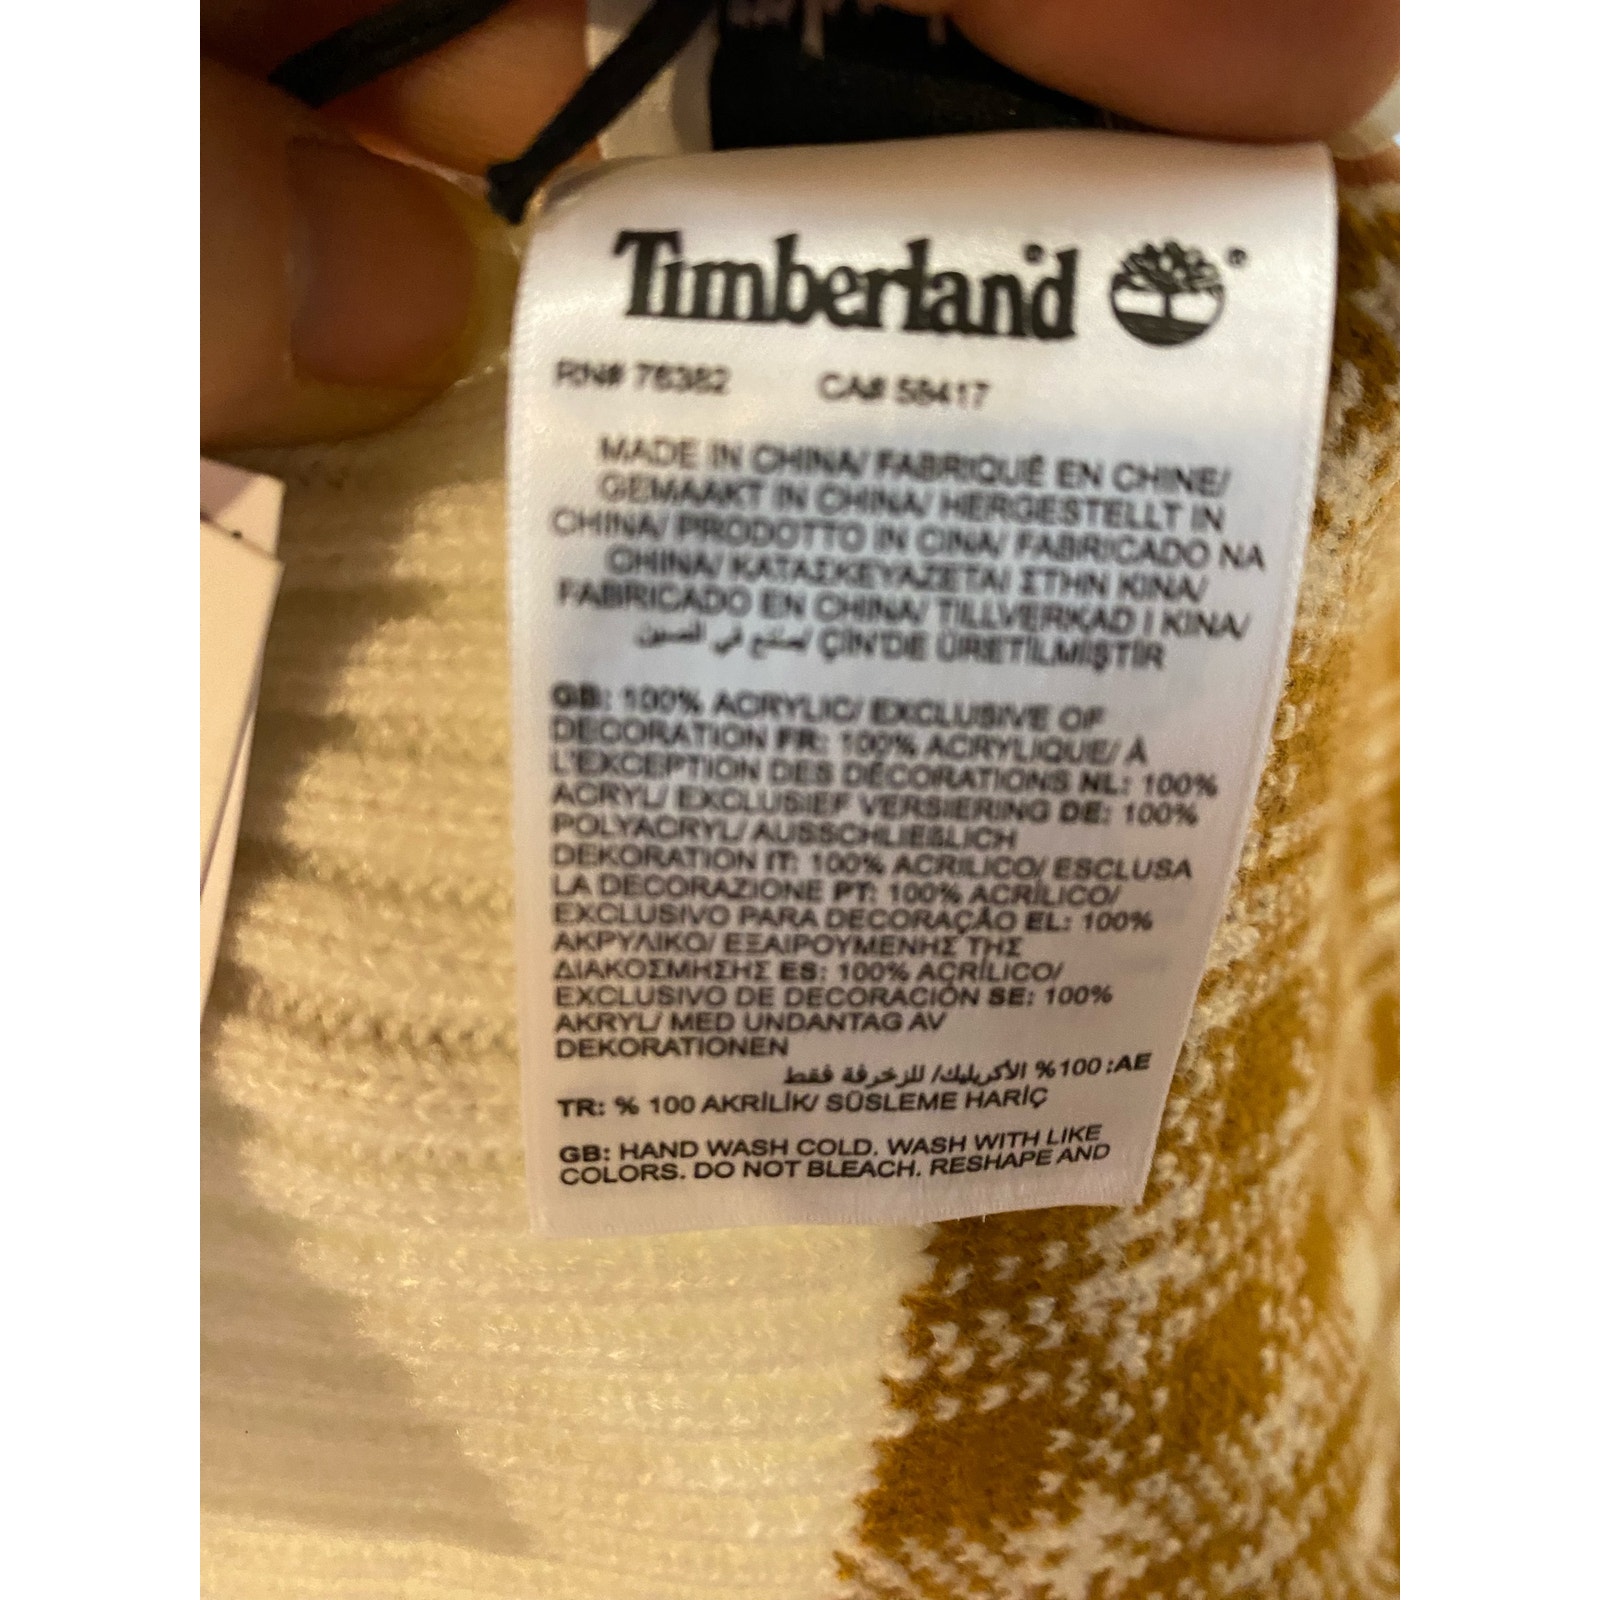 Timberland
RN# 76382 CA# 58417
MADE IN CHINA/ FABRIQUÉ EN CHINE/
GEMAAKT IN CHINA/ HERGESTELLT IN
CHINA/ PRODOTTO IN CINA/ FABRICADO NA
CHINA/ ΚΑΤΑΣΚΕΥΑΖΕΤΑΙ ΣΤΗΝ ΚΙΝΑ/
FABRICADO EN CHINA/ TILLVERKAD I KINA/
صنع في الصين/ ÇİN'DE ÜRETİLMİŞTİR
GB: 100% ACRYLIC/ EXCLUSIVE OF
DECORATION FR: 100% ACRYLIQUE/ À
L'EXCEPTION DES DÉCORATIONS NL: 100%
ACRYL/ EXCLUSIEF VERSIERING DE: 100%
POLYACRYL/ AUSSCHLIEßLICH
DEKORATION IT: 100% ACRILICO/ ESCLUSA
LA DECORAZIONE PT: 100% ACRÍLICO/
EXCLUSIVO PARA DECORAÇÃO EL: 100%
ΑΚΡΥΛΙΚΟ/ ΕΞΑΙΡΟΥΜΕΝΗΣ ΤΗΣ
ΔΙΑΚΟΣΜΗΣΗΣ ES: 100% ACRÍLICO/
EXCLUSIVO DE DECORACIÓN SE: 100%
AKRYL/ MED UNDANTAG AV
DEKORATIONEN
AE: 100% الأكريليك/ للزخرفة فقط
TR: % 100 AKRİLİK/ SÜSLEME HARİÇ
GB: HAND WASH COLD. WASH WITH LIKE
COLORS. DO NOT BLEACH. RESHAPE AND